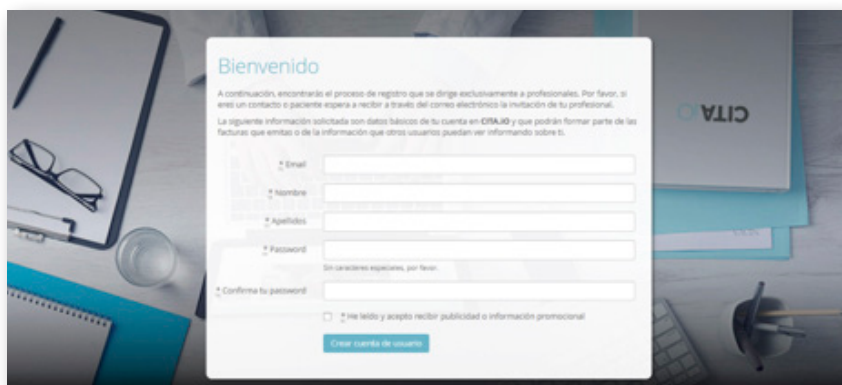 Bienvenido
A continuación, encontrarás el proceso de registro que se dirige exclusivamente a profesionales. Por favor, si
eres un contacto o paciente espera a recibir a través del correo electrónico la invitación de tu profesional.
La siguiente información solicitada son datos básicos de tu cuenta en CITA.iO y que podrán formar parte de las
facturas que emitas o de la información que otros usuarios puedan ver informando sobre ti.
* Email
* Nombre
* Apellidos
* Password
Sin caracteres especiales, por favor.
* Confirma tu password
* He leído y acepto recibir publicidad o información promocional
Crear cuenta de usuario
CITA.iO